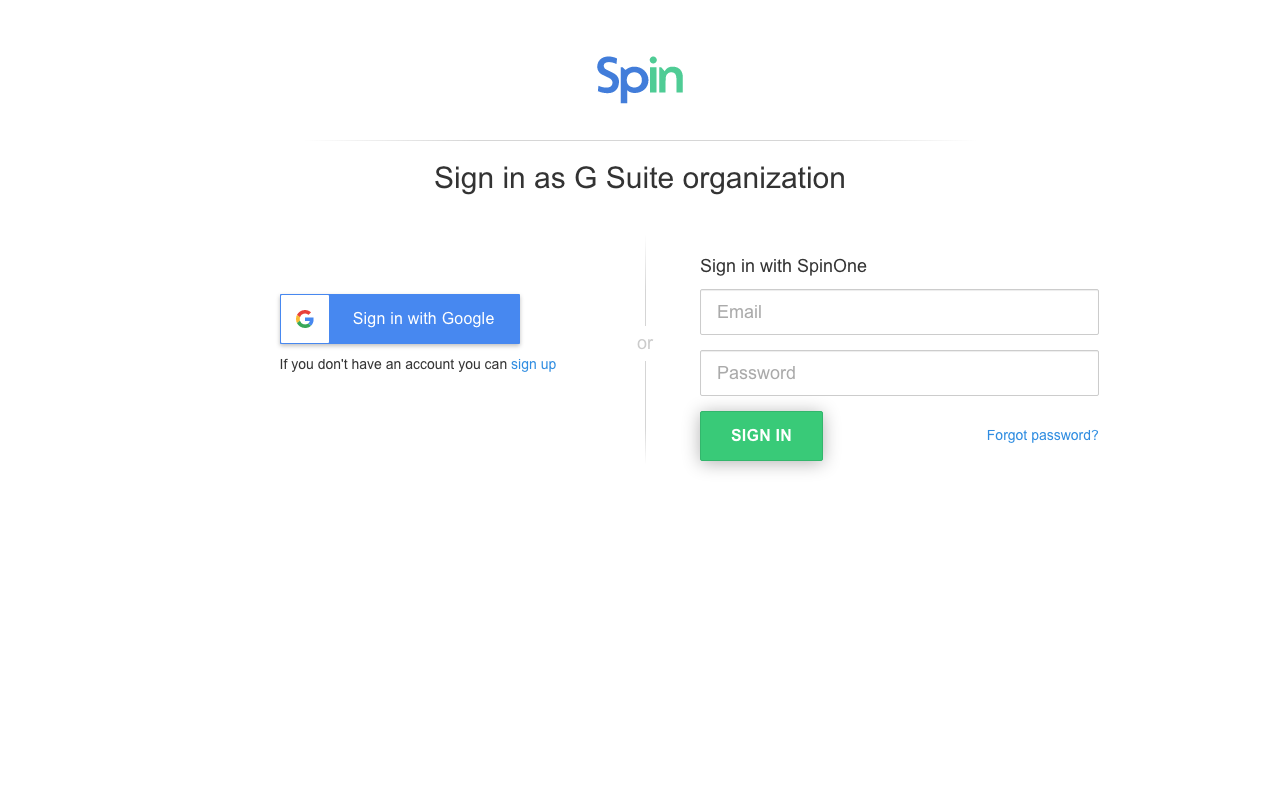 Spin
Sign in as G Suite organization
Sign in with Google
If you don't have an account you can sign up
or
Sign in with SpinOne
Email
Password
SIGN IN
Forgot password?